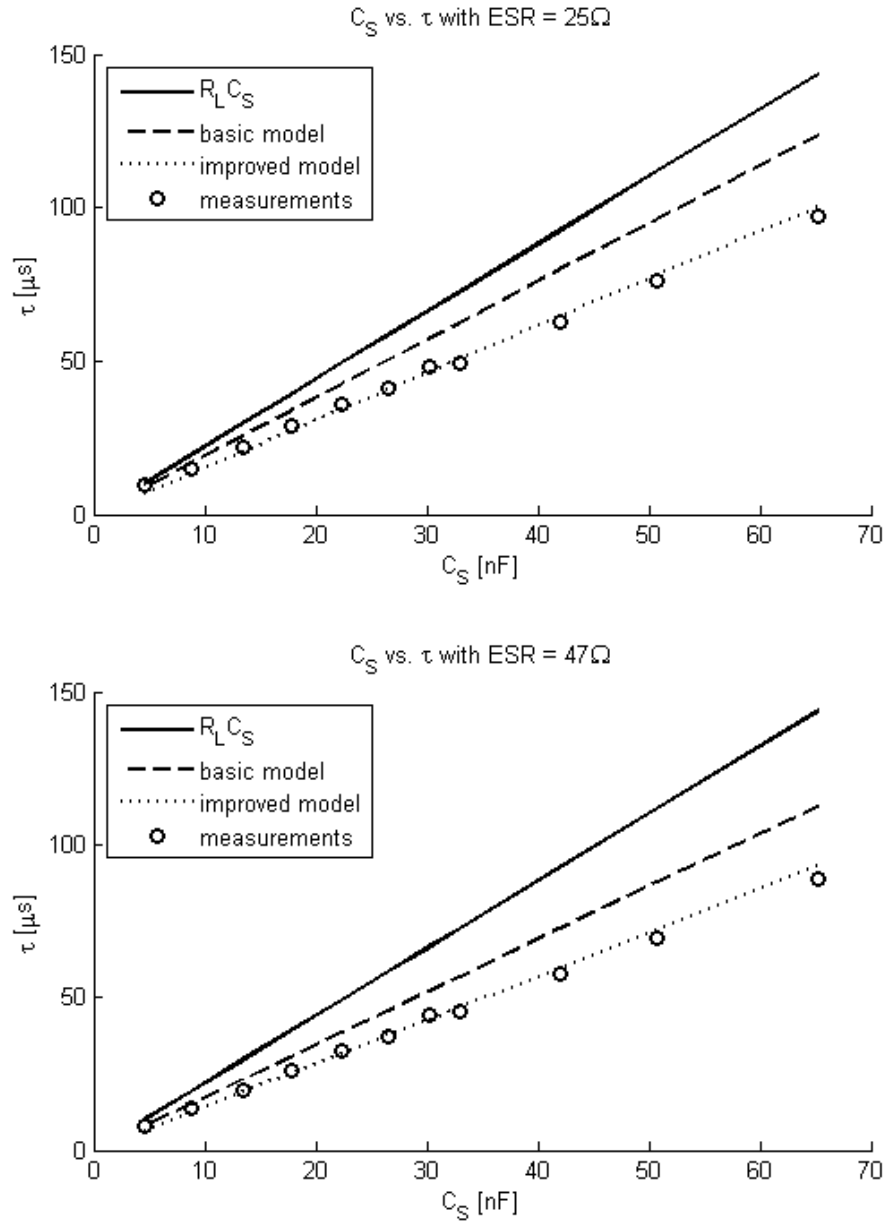 C_S vs. τ with ESR = 25Ω
150
100
50
0
τ [µs]
R_LC_S
basic model
improved model
measurements
0 10 20 30 40 50 60 70
C_S [nF]
C_S vs. τ with ESR = 47Ω
150
100
50
0
τ [µs]
R_LC_S
basic model
improved model
measurements
0 10 20 30 40 50 60 70
C_S [nF]